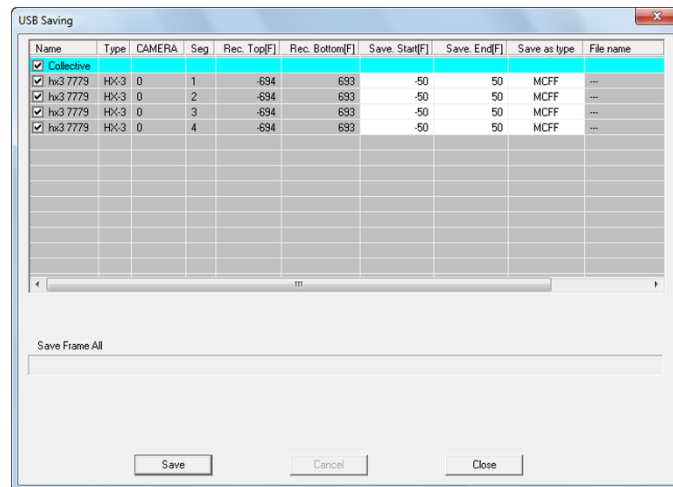 USB Saving
Name Type CAMERA Seg Rec. Top[F] Rec. Bottom[F] Save. Start[F] Save. End[F] Save as type File name
Collective
hx3 7779 HX-3 0 1 -694 693 -50 50 MCFF ---
hx3 7779 HX-3 0 2 -694 693 -50 50 MCFF ---
hx3 7779 HX-3 0 3 -694 693 -50 50 MCFF ---
hx3 7779 HX-3 0 4 -694 693 -50 50 MCFF ---
Save Frame All
Save Cancel Close